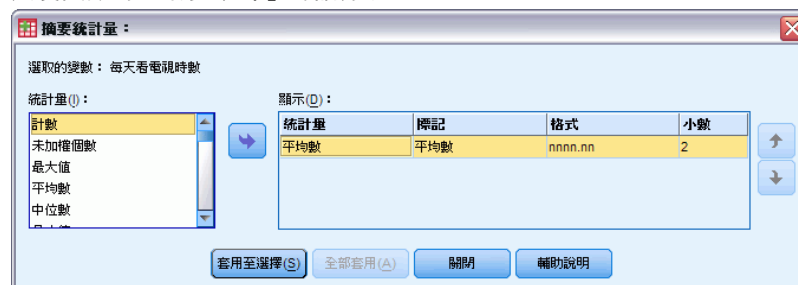 摘要統計量：
選取的變數： 每天看電視時數
統計量(I)：
顯示(D)：
計數
未加權個數
最大值
平均數
中位數
統計量 標記 格式 小數
平均數 平均數 nnnn.nn 2
套用至選擇(S) 全部套用(A) 關閉 輔助說明